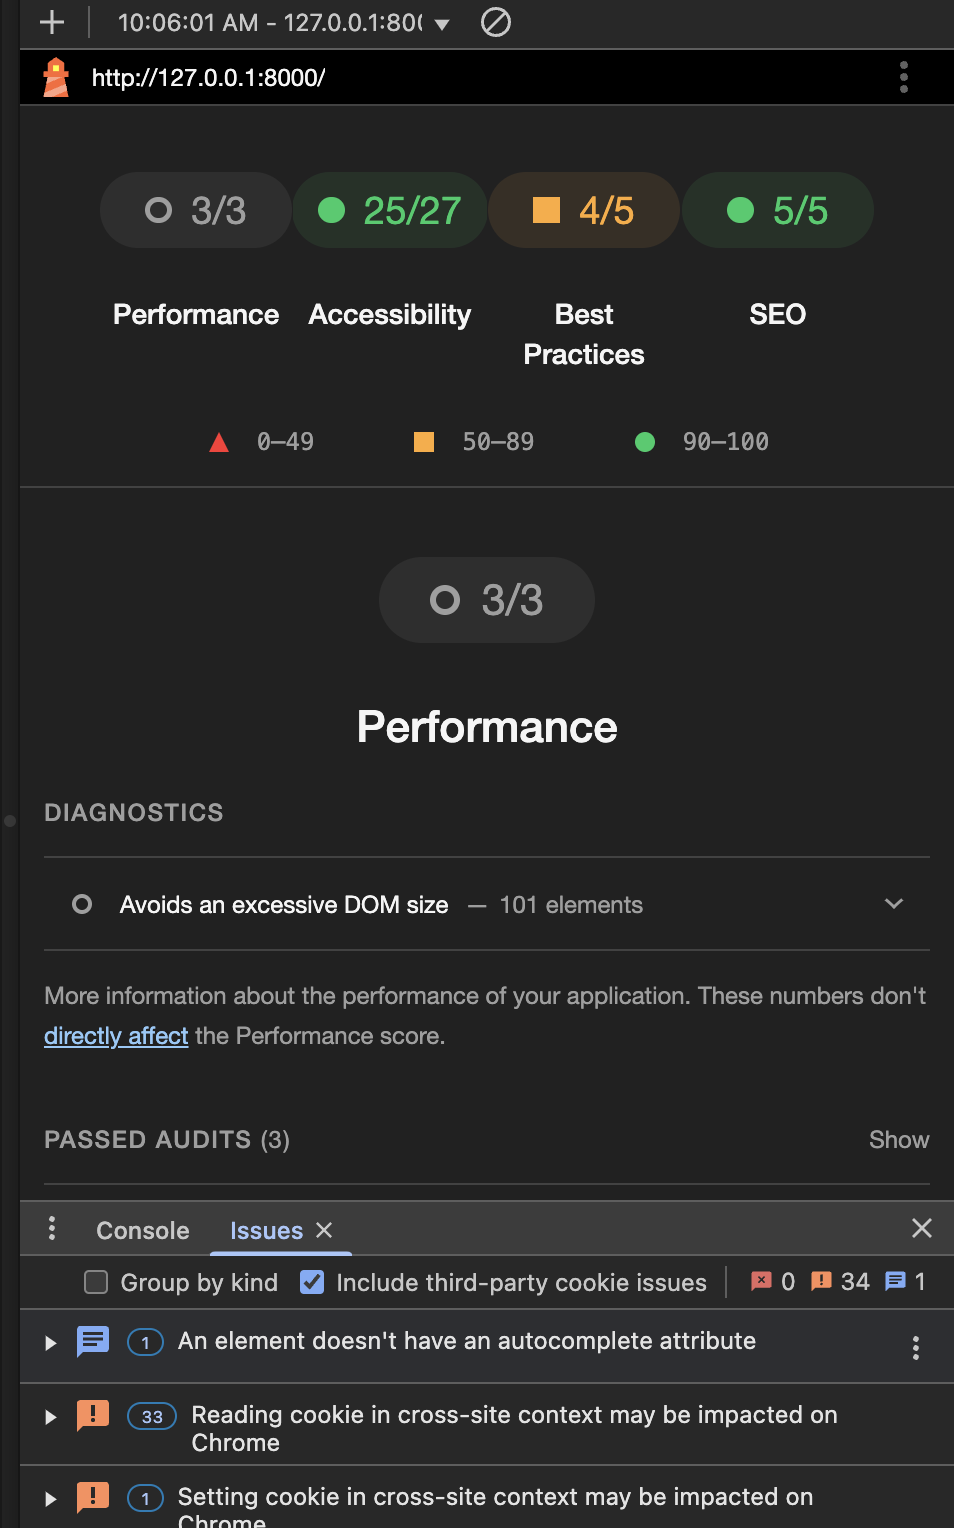 10:06:01 AM - 127.0.0.1:80
http://127.0.0.1:8000/
3/3
25/27
4/5
5/5
Performance
Accessibility
Best
Practices
SEO
0–49
50–89
90–100
3/3
Performance
DIAGNOSTICS
Avoids an excessive DOM size — 101 elements
More information about the performance of your application. These numbers don't
directly affect the Performance score.
PASSED AUDITS (3)
Show
Console
Issues
Group by kind
Include third-party cookie issues
0
34
1
1 An element doesn't have an autocomplete attribute
33 Reading cookie in cross-site context may be impacted on
Chrome
1 Setting cookie in cross-site context may be impacted on
Chrome